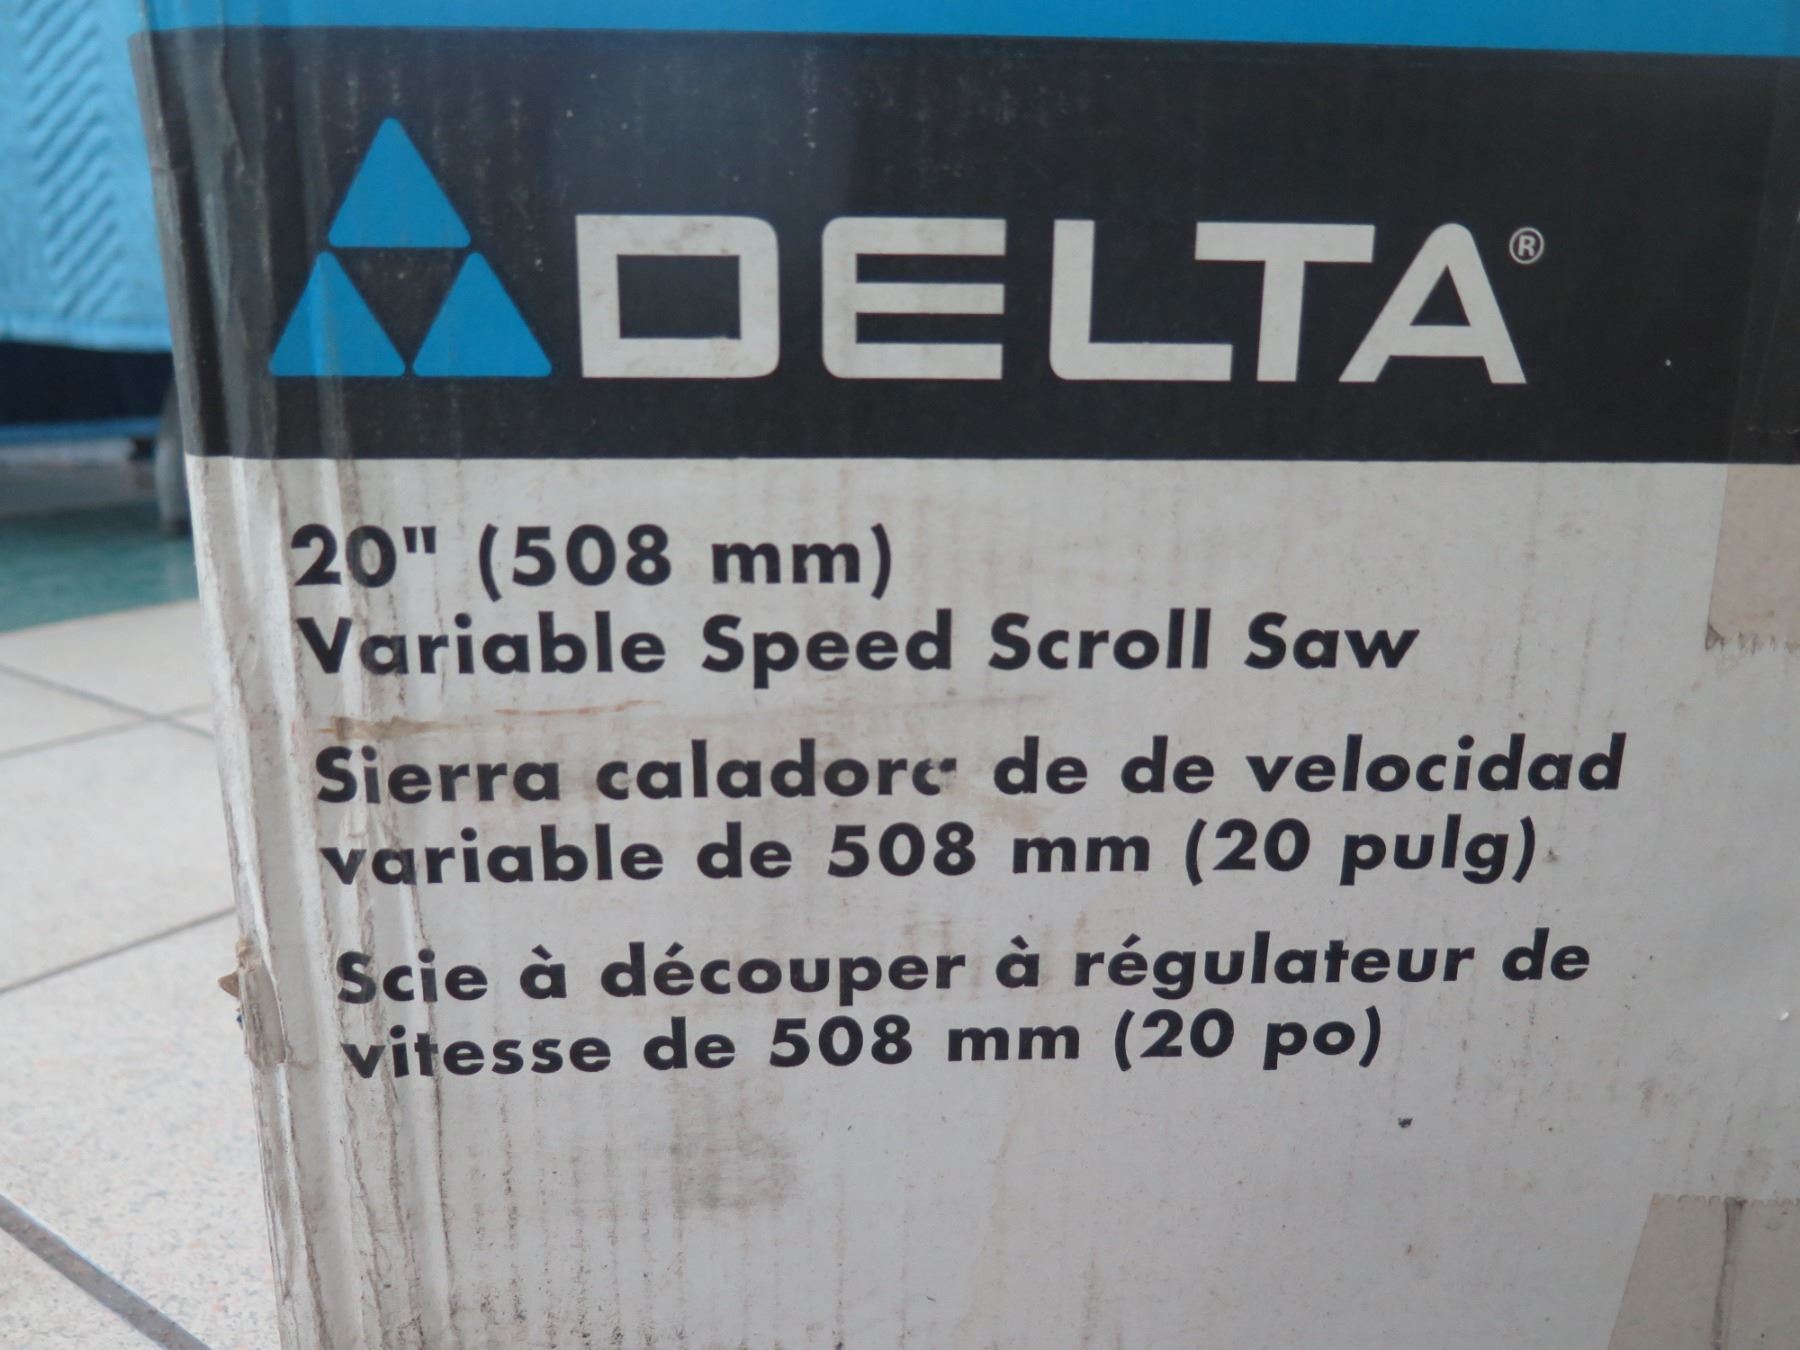 DELTA®
20" (508 mm)
Variable Speed Scroll Saw
Sierra caladora de de velocidad
variable de 508 mm (20 pulg)
Scie à découper à régulateur de
vitesse de 508 mm (20 po)